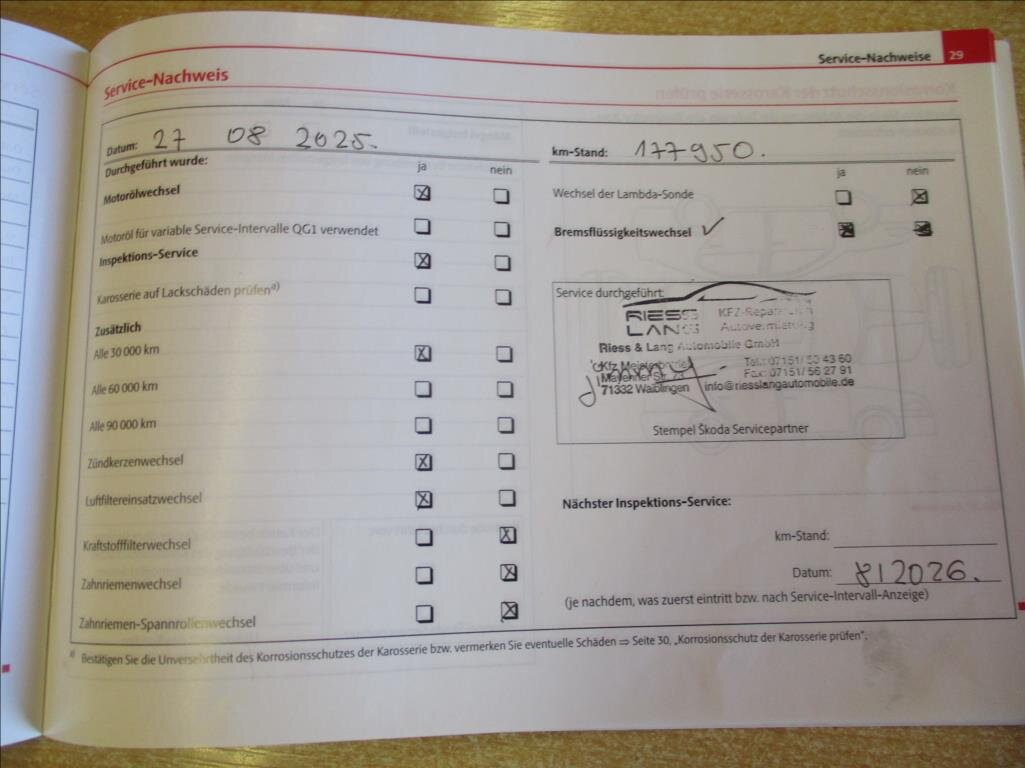 Service-Nachweise 29
Service-Nachweis
Datum: 27 08 2025.
Durchgeführt wurde: ja nein
Motorölwechsel
Motoröl für variable Service-Intervalle QG1 verwendet
Inspektions-Service
Karosserie auf Lackschäden prüfen a)
Zusätzlich
Alle 30 000 km
Alle 60 000 km
Alle 90 000 km
Zündkerzenwechsel
Luftfiltereinsatzwechsel
Kraftstofffilterwechsel
Zahnriemenwechsel
Zahnriemen-Spannrollenwechsel
km-Stand: 177950.
ja nein
Wechsel der Lambda-Sonde
Bremsflüssigkeitswechsel ✓
Service durchgeführt:
RIESS LANG
KFZ-Reparaturen
Autovermietung
Riess & Lang Automobile GmbH
Kfz Meisterbetrieb Tel.: 07151/ 50 43 60
Fax: 07151/ 56 27 91
71332 Waiblingen info@riesslangautomobile.de
Stempel Škoda Servicepartner
Nächster Inspektions-Service:
km-Stand:
Datum: 8/2026.
(je nachdem, was zuerst eintritt bzw. nach Service-Intervall-Anzeige)
a) Bestätigen Sie die Unversehrtheit des Korrosionsschutzes der Karosserie bzw. vermerken Sie eventuelle Schäden ⇒ Seite 30, „Korrosionsschutz der Karosserie prüfen".